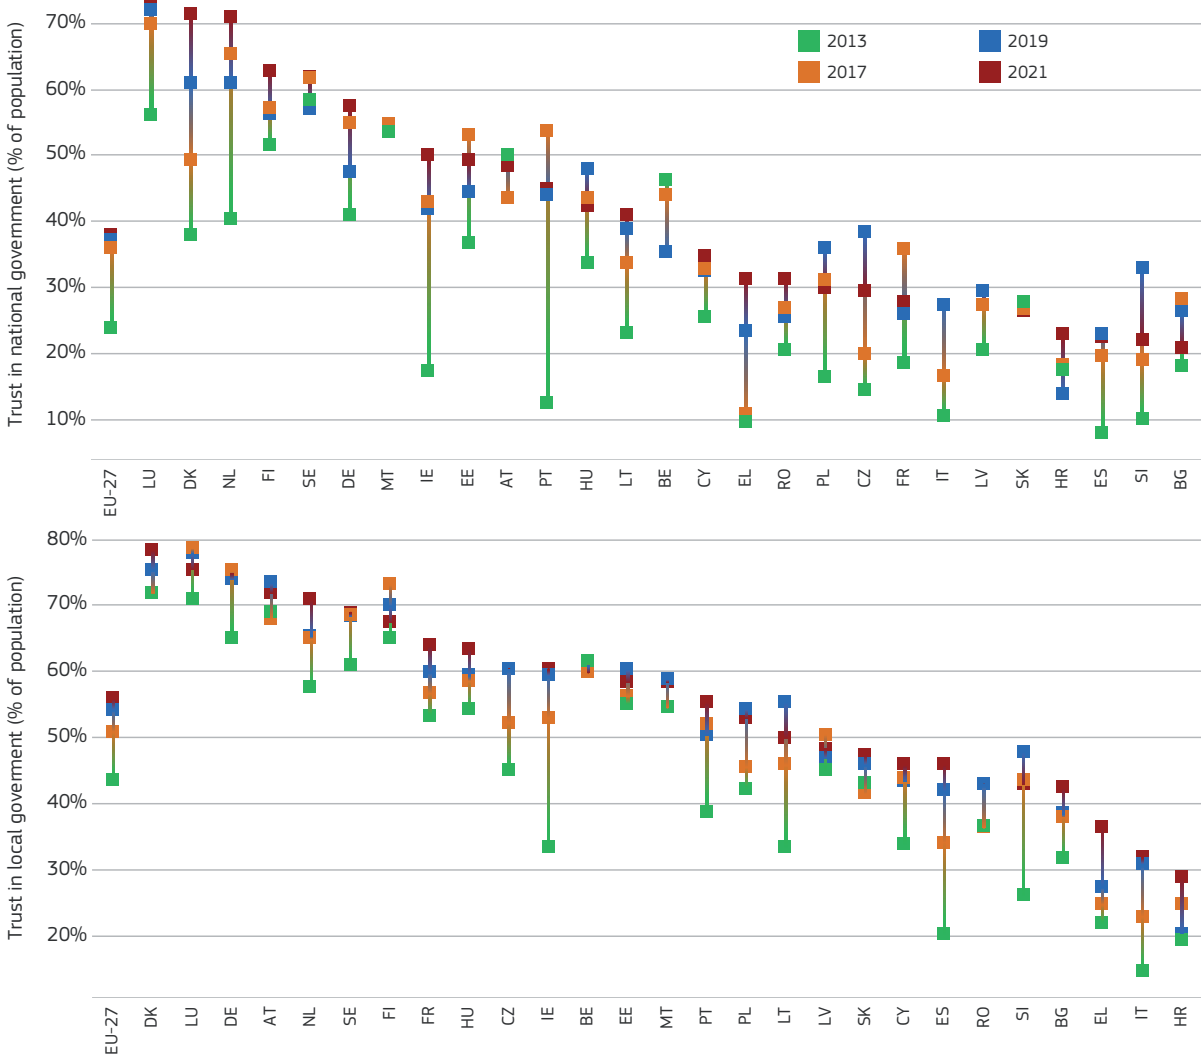 Trust in national government (% of population)
70%
60%
50%
40%
30%
20%
10%
2013
2019
2017
2021
EU-27
LU
DK
NL
FI
SE
DE
MT
IE
EE
AT
PT
HU
LT
BE
CY
EL
RO
PL
CZ
FR
IT
LV
SK
HR
ES
SI
BG
Trust in local goverment (% of population)
80%
70%
60%
50%
40%
30%
20%
EU-27
DK
LU
DE
AT
NL
SE
FI
FR
HU
CZ
IE
BE
EE
MT
PT
PL
LT
LV
SK
CY
ES
RO
SI
BG
EL
IT
HR